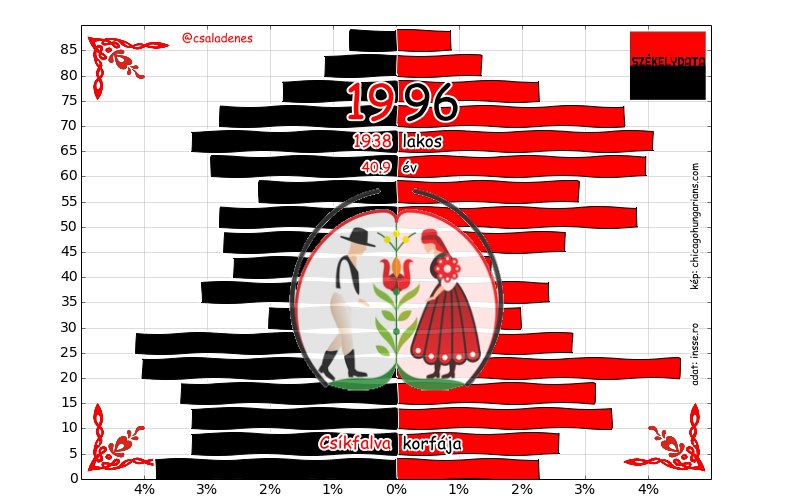 @csaladenes
SZÉKELYDATA
1996
1938 lakos
40.9 év
kép: chicagohungarians.com
adat: insse.ro
Csíkfalva korfája
85
80
75
70
65
60
55
50
45
40
35
30
25
20
15
10
5
0
4% 3% 2% 1% 0% 1% 2% 3% 4%